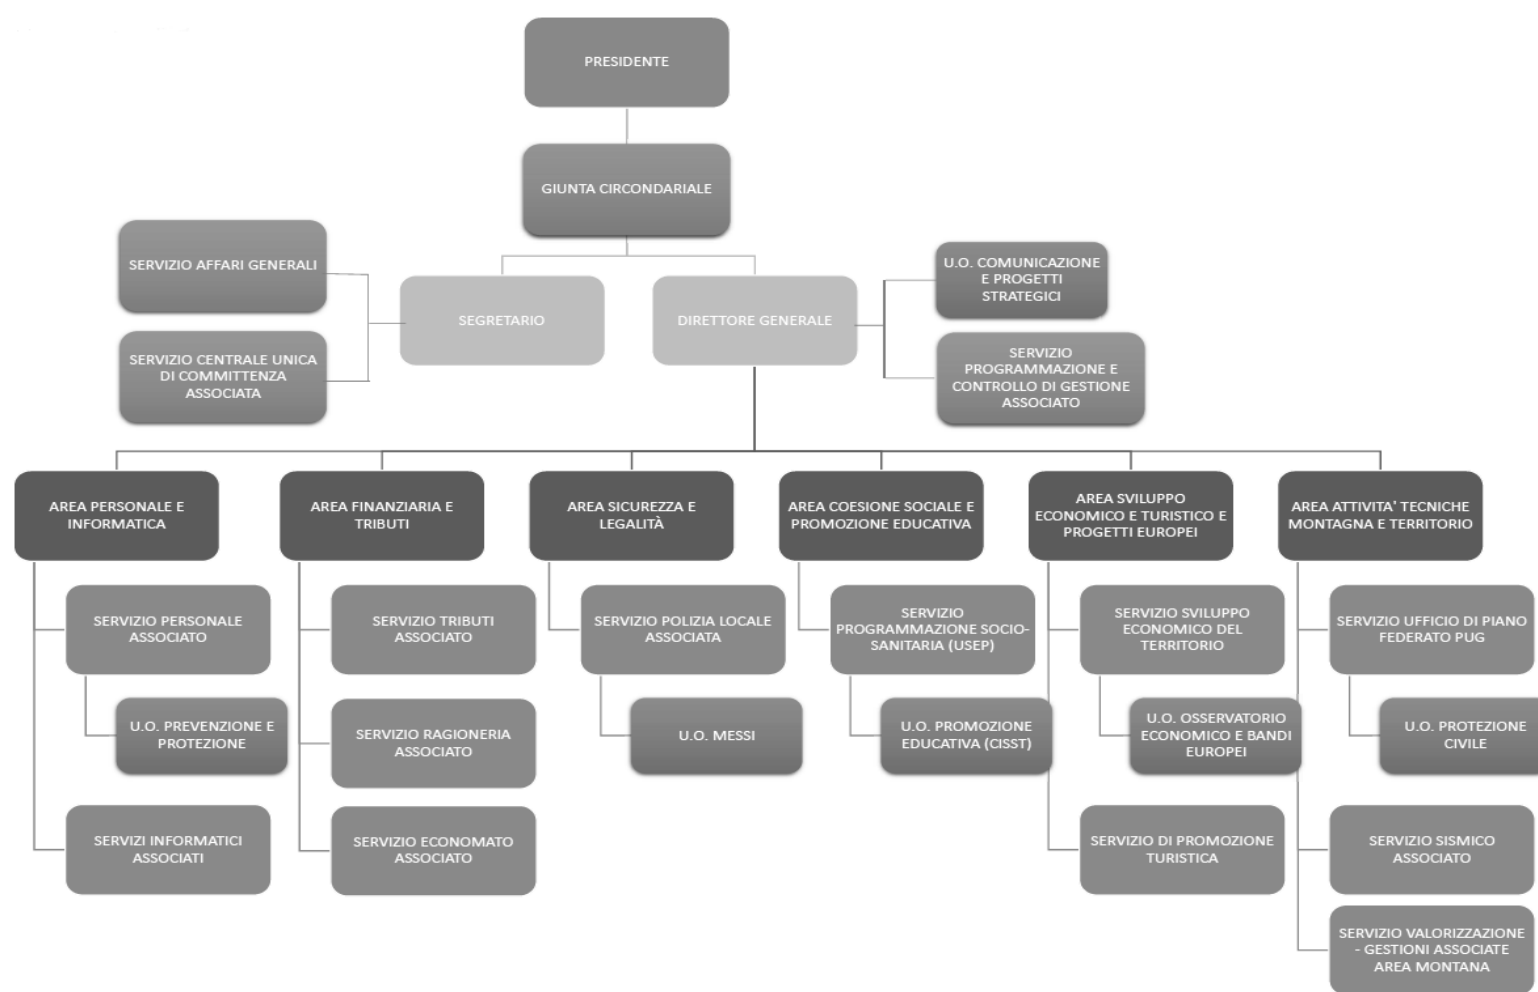 PRESIDENTE
GIUNTA CIRCONDARIALE
SERVIZIO AFFARI GENERALI
SERVIZIO CENTRALE UNICA
DI COMMITTENZA
ASSOCIATA
SEGRETARIO
DIRETTORE GENERALE
U.O. COMUNICAZIONE
E PROGETTI
STRATEGICI
SERVIZIO
PROGRAMMAZIONE E
CONTROLLO DI GESTIONE
ASSOCIATO
AREA PERSONALE E
INFORMATICA
SERVIZIO PERSONALE
ASSOCIATO
U.O. PREVENZIONE E
PROTEZIONE
SERVIZI INFORMATICI
ASSOCIATI
AREA FINANZIARIA E
TRIBUTI
SERVIZIO TRIBUTI
ASSOCIATO
SERVIZIO RAGIONERIA
ASSOCIATO
SERVIZIO ECONOMATO
ASSOCIATO
AREA SICUREZZA E
LEGALITÀ
SERVIZIO POLIZIA LOCALE
ASSOCIATA
U.O. MESSI
AREA COESIONE SOCIALE E
PROMOZIONE EDUCATIVA
SERVIZIO
PROGRAMMAZIONE SOCIO-
SANITARIA (USEP)
U.O. PROMOZIONE
EDUCATIVA (CISST)
AREA SVILUPPO
ECONOMICO E TURISTICO E
PROGETTI EUROPEI
SERVIZIO SVILUPPO
ECONOMICO DEL
TERRITORIO
U.O. OSSERVATORIO
ECONOMICO E BANDI
EUROPEI
SERVIZIO DI PROMOZIONE
TURISTICA
AREA ATTIVITA' TECNICHE
MONTAGNA E TERRITORIO
SERVIZIO UFFICIO DI PIANO
FEDERATO PUG
U.O. PROTEZIONE
CIVILE
SERVIZIO SISMICO
ASSOCIATO
SERVIZIO VALORIZZAZIONE
- GESTIONI ASSOCIATE
AREA MONTANA